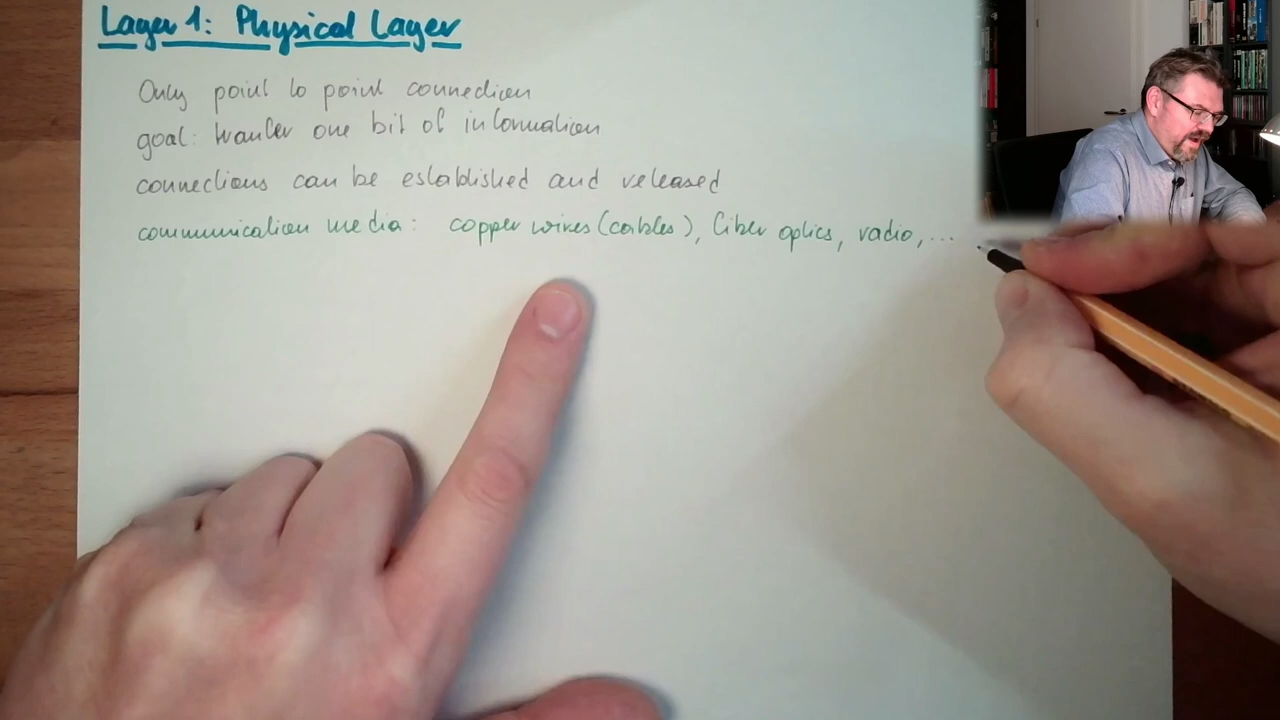 Layer 1: Physical Layer
Only point to point connection
goal: transfer one bit of information
connections can be established and released
communication media: copper wires (cables), fiber optics, radio, ...